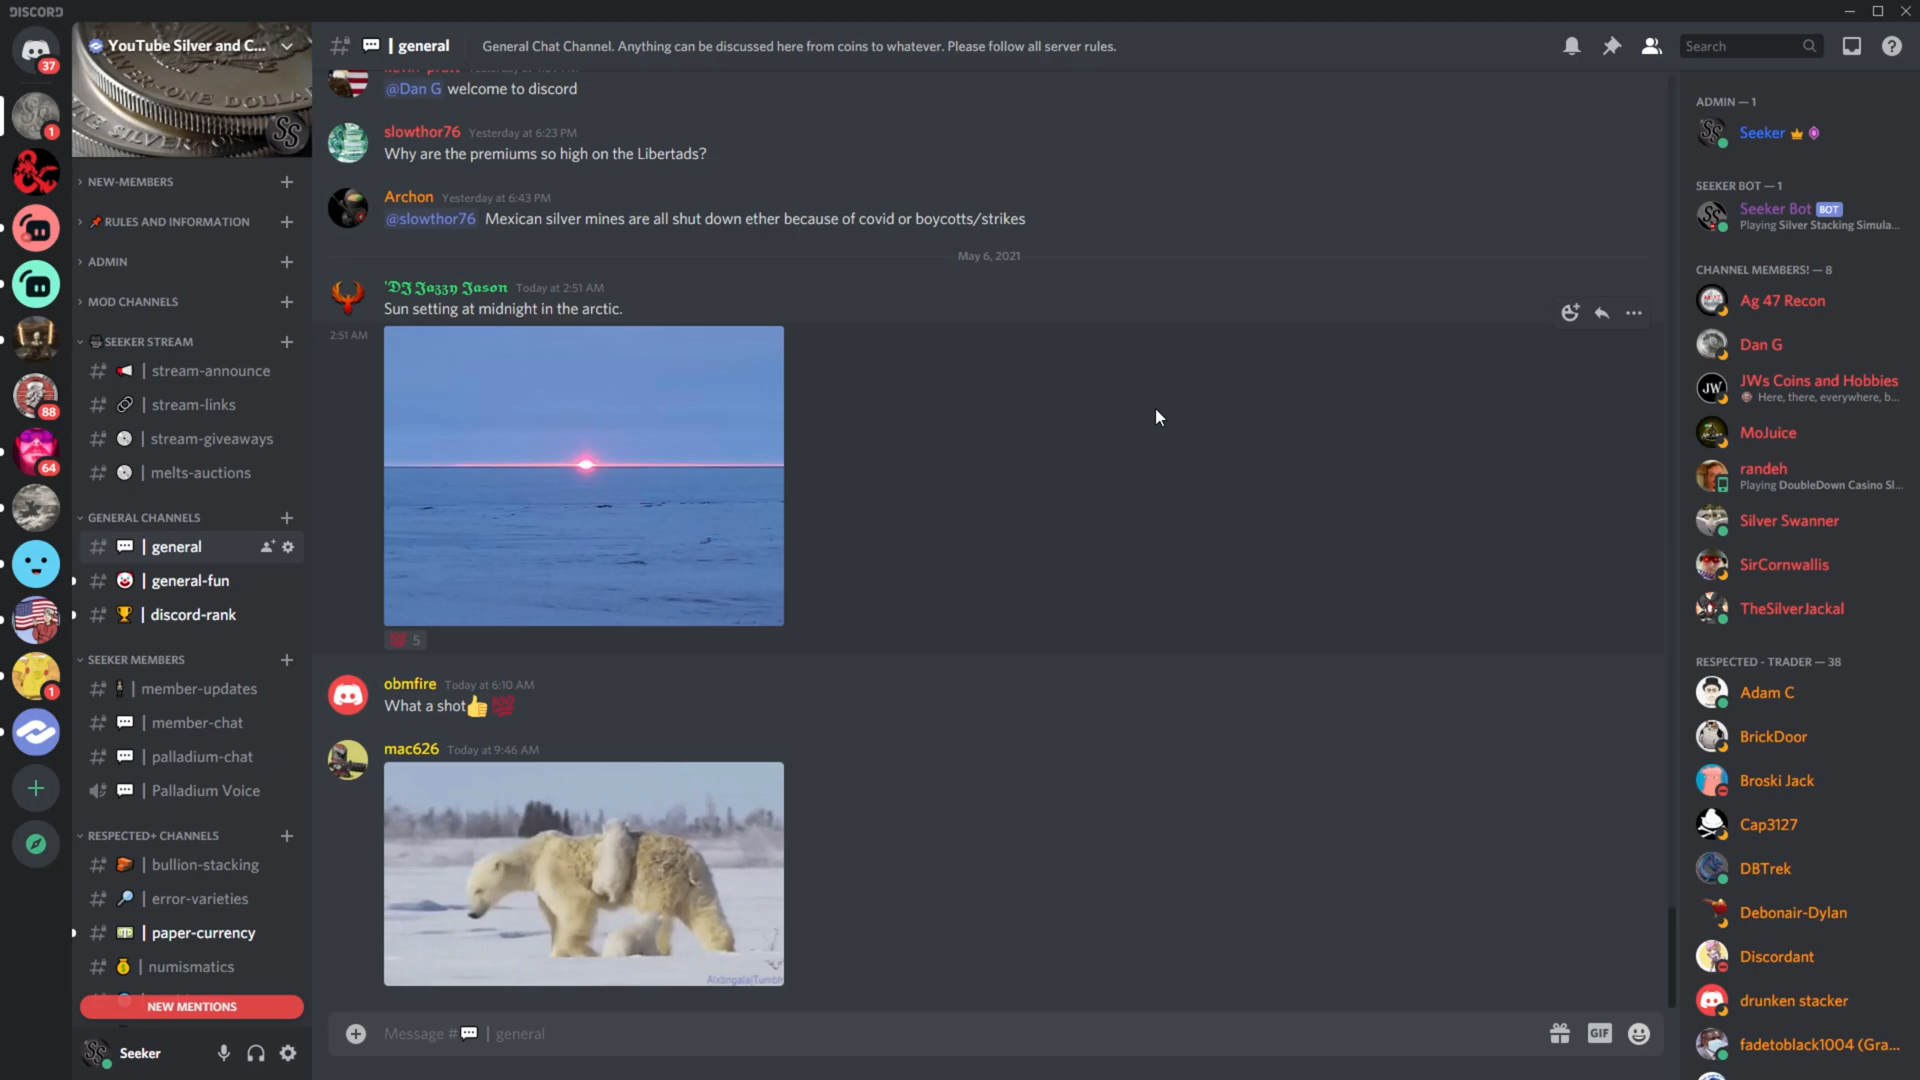 DISCORD
37
1
88
64
1
YouTube Silver and C...
NEW-MEMBERS
RULES AND INFORMATION
ADMIN
MOD CHANNELS
SEEKER STREAM
| stream-announce
| stream-links
| stream-giveaways
| melts-auctions
GENERAL CHANNELS
| general
| general-fun
| discord-rank
SEEKER MEMBERS
| member-updates
| member-chat
| palladium-chat
| Palladium Voice
RESPECTED+ CHANNELS
| bullion-stacking
| error-varieties
| paper-currency
| numismatics
NEW MENTIONS
Seeker
| general
General Chat Channel. Anything can be discussed here from coins to whatever. Please follow all server rules.
Search
@Dan G welcome to discord
slowthor76 Yesterday at 6:23 PM
Why are the premiums so high on the Libertads?
Archon Yesterday at 6:43 PM
@slowthor76 Mexican silver mines are all shut down ether because of covid or boycotts/strikes
May 6, 2021
'DJ Jazzy Jason Today at 2:51 AM
Sun setting at midnight in the arctic.
2:51 AM
5
obmfire Today at 6:10 AM
What a shot👍💯
mac626 Today at 9:46 AM
Message #💬 | general
GIF
ADMIN — 1
Seeker
SEEKER BOT — 1
Seeker Bot BOT
Playing Silver Stacking Simula...
CHANNEL MEMBERS! — 8
Ag 47 Recon
Dan G
JW
JWs Coins and Hobbies
Here, there, everywhere, b...
MoJuice
randeh
Playing DoubleDown Casino Sl...
Silver Swanner
SirCornwallis
TheSilverJackal
RESPECTED - TRADER — 38
Adam C
BrickDoor
Broski Jack
Cap3127
DBTrek
Debonair-Dylan
Discordant
drunken stacker
fadetoblack1004 (Gra...